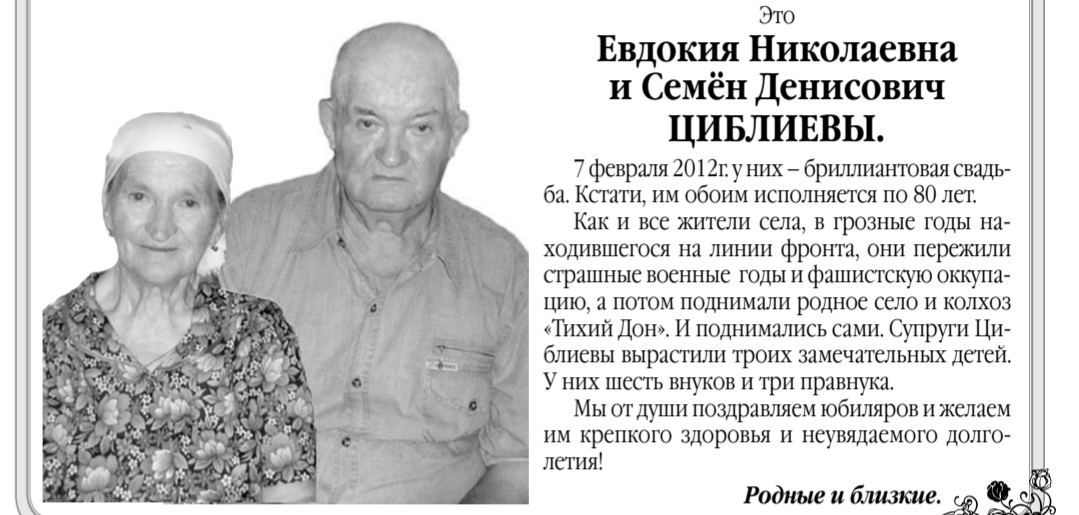 Это
Евдокия Николаевна
и Семён Денисович
ЦИБЛИЕВЫ.
7 февраля 2012г. у них – бриллиантовая свадь-
ба. Кстати, им обоим исполняется по 80 лет.
Как и все жители села, в грозные годы на-
ходившегося на линии фронта, они пережили
страшные военные годы и фашистскую оккупа-
цию, а потом поднимали родное село и колхоз
«Тихий Дон». И поднимались сами. Супруги Ци-
блиевы вырастили троих замечательных детей.
У них шесть внуков и три правнука.
Мы от души поздравляем юбиляров и желаем
им крепкого здоровья и неувядаемого долго-
летия!
Родные и близкие.